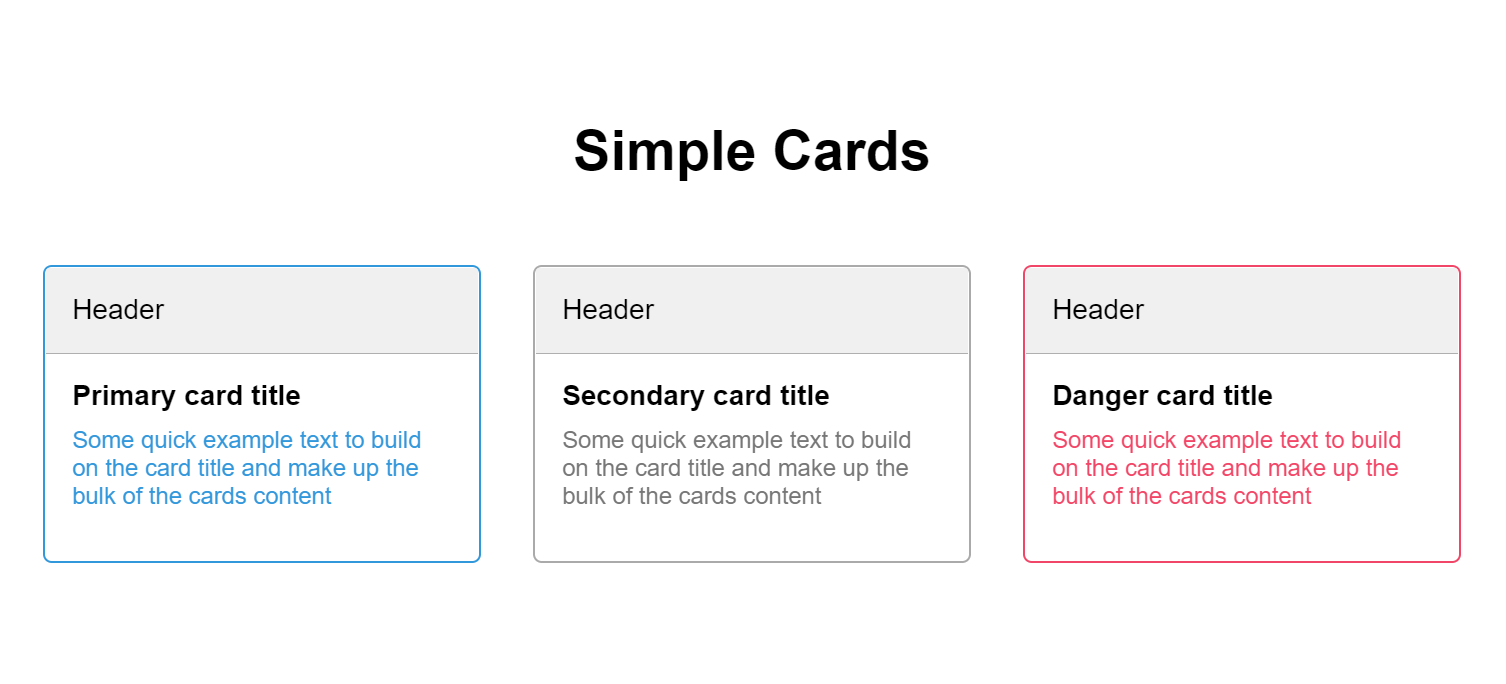 Simple Cards
Header
Primary card title
Some quick example text to build
on the card title and make up the
bulk of the cards content
Header
Secondary card title
Some quick example text to build
on the card title and make up the
bulk of the cards content
Header
Danger card title
Some quick example text to build
on the card title and make up the
bulk of the cards content